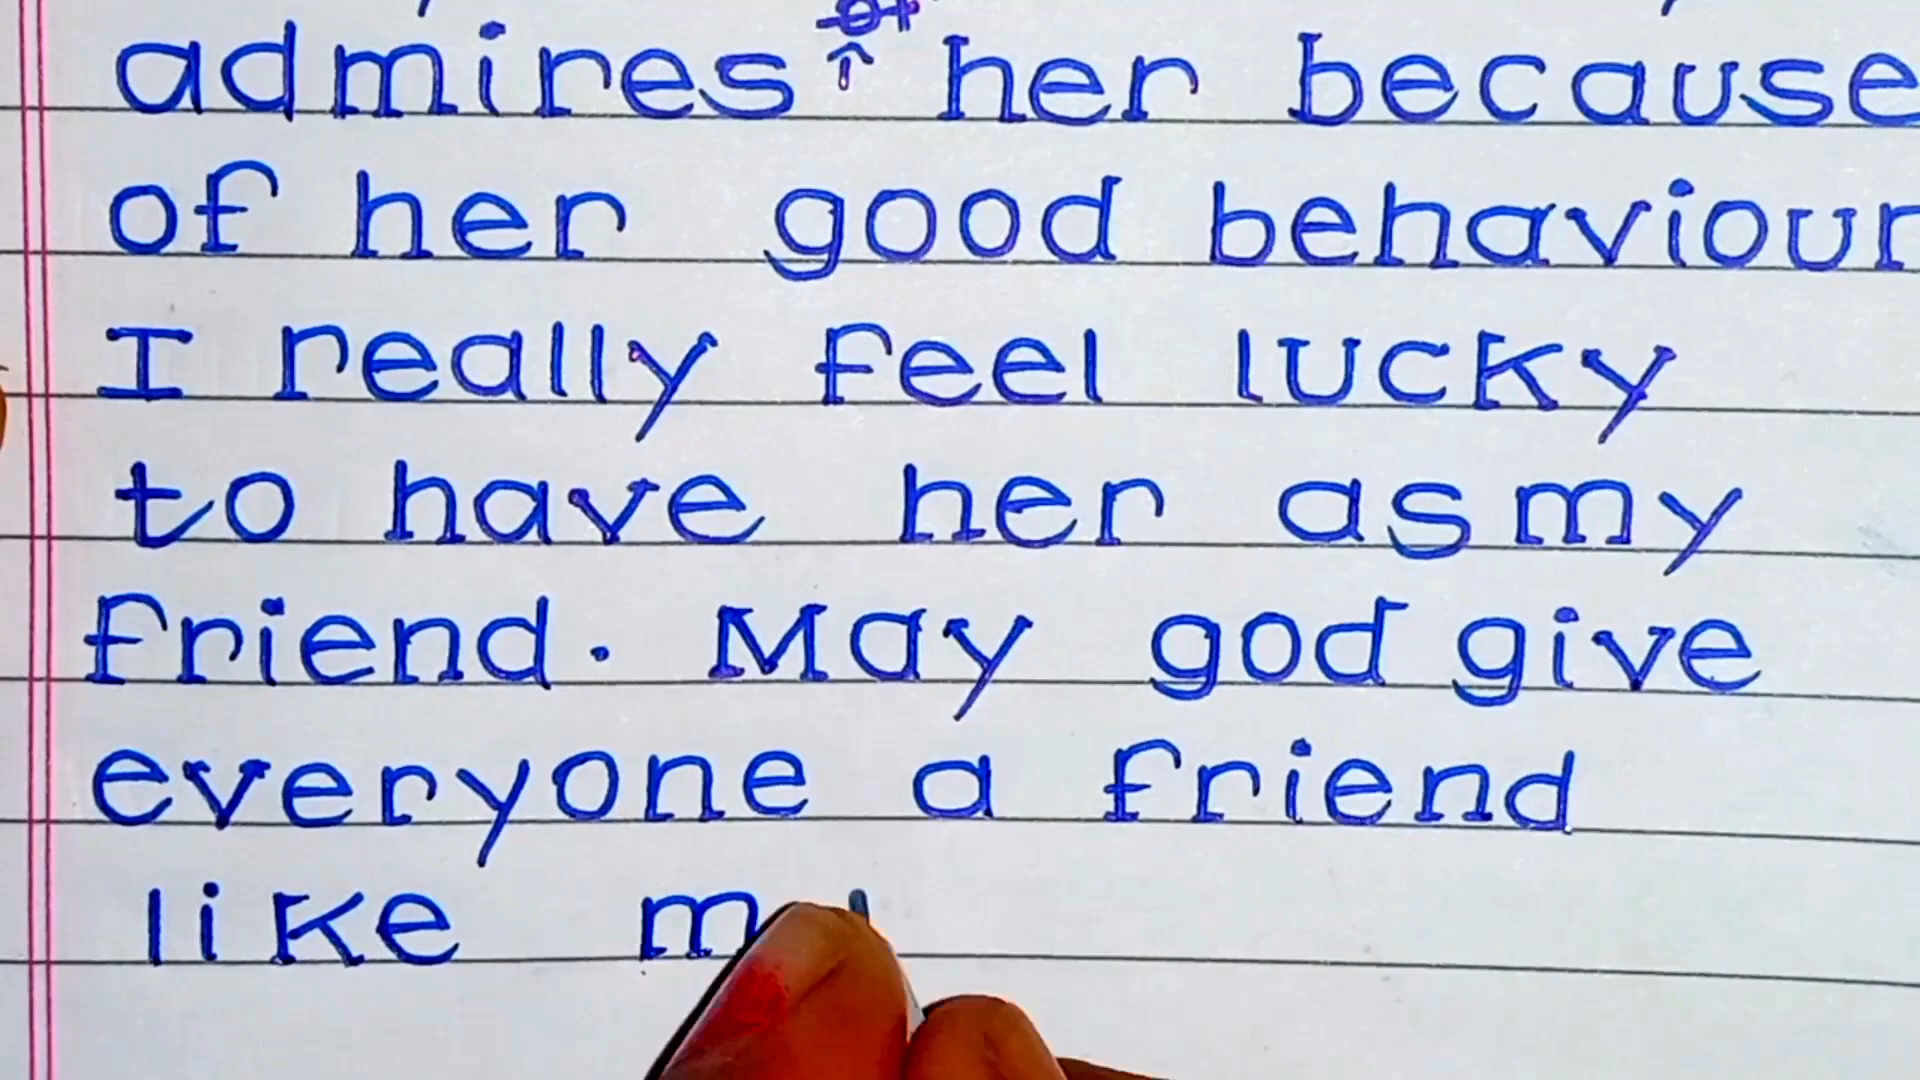 admires her because
of her good behaviour
I really feel lucky
to have her as my
friend. May god give
everyone a friend
like